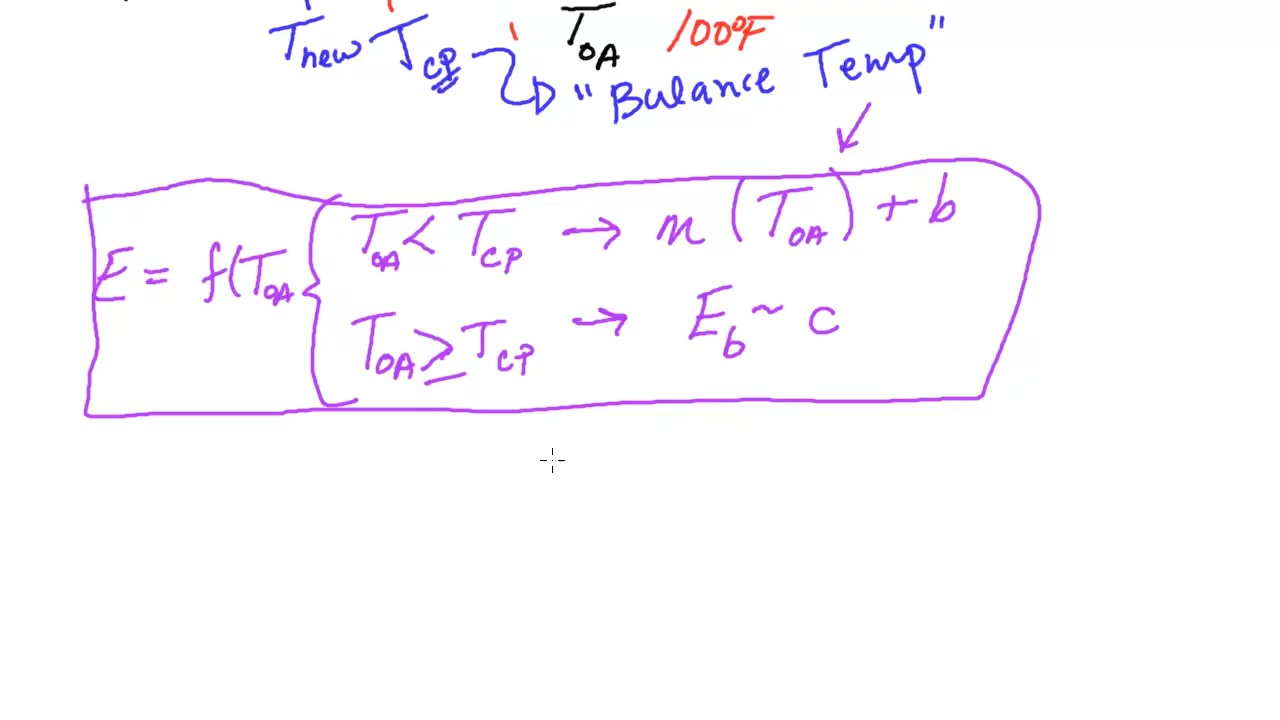 T_new T_cp T_OA 100°F
"Balance Temp"
T_OA < T_CP → m (T_OA) + b
E = f(T_OA {
T_OA ≥ T_CP → E_b ~ c